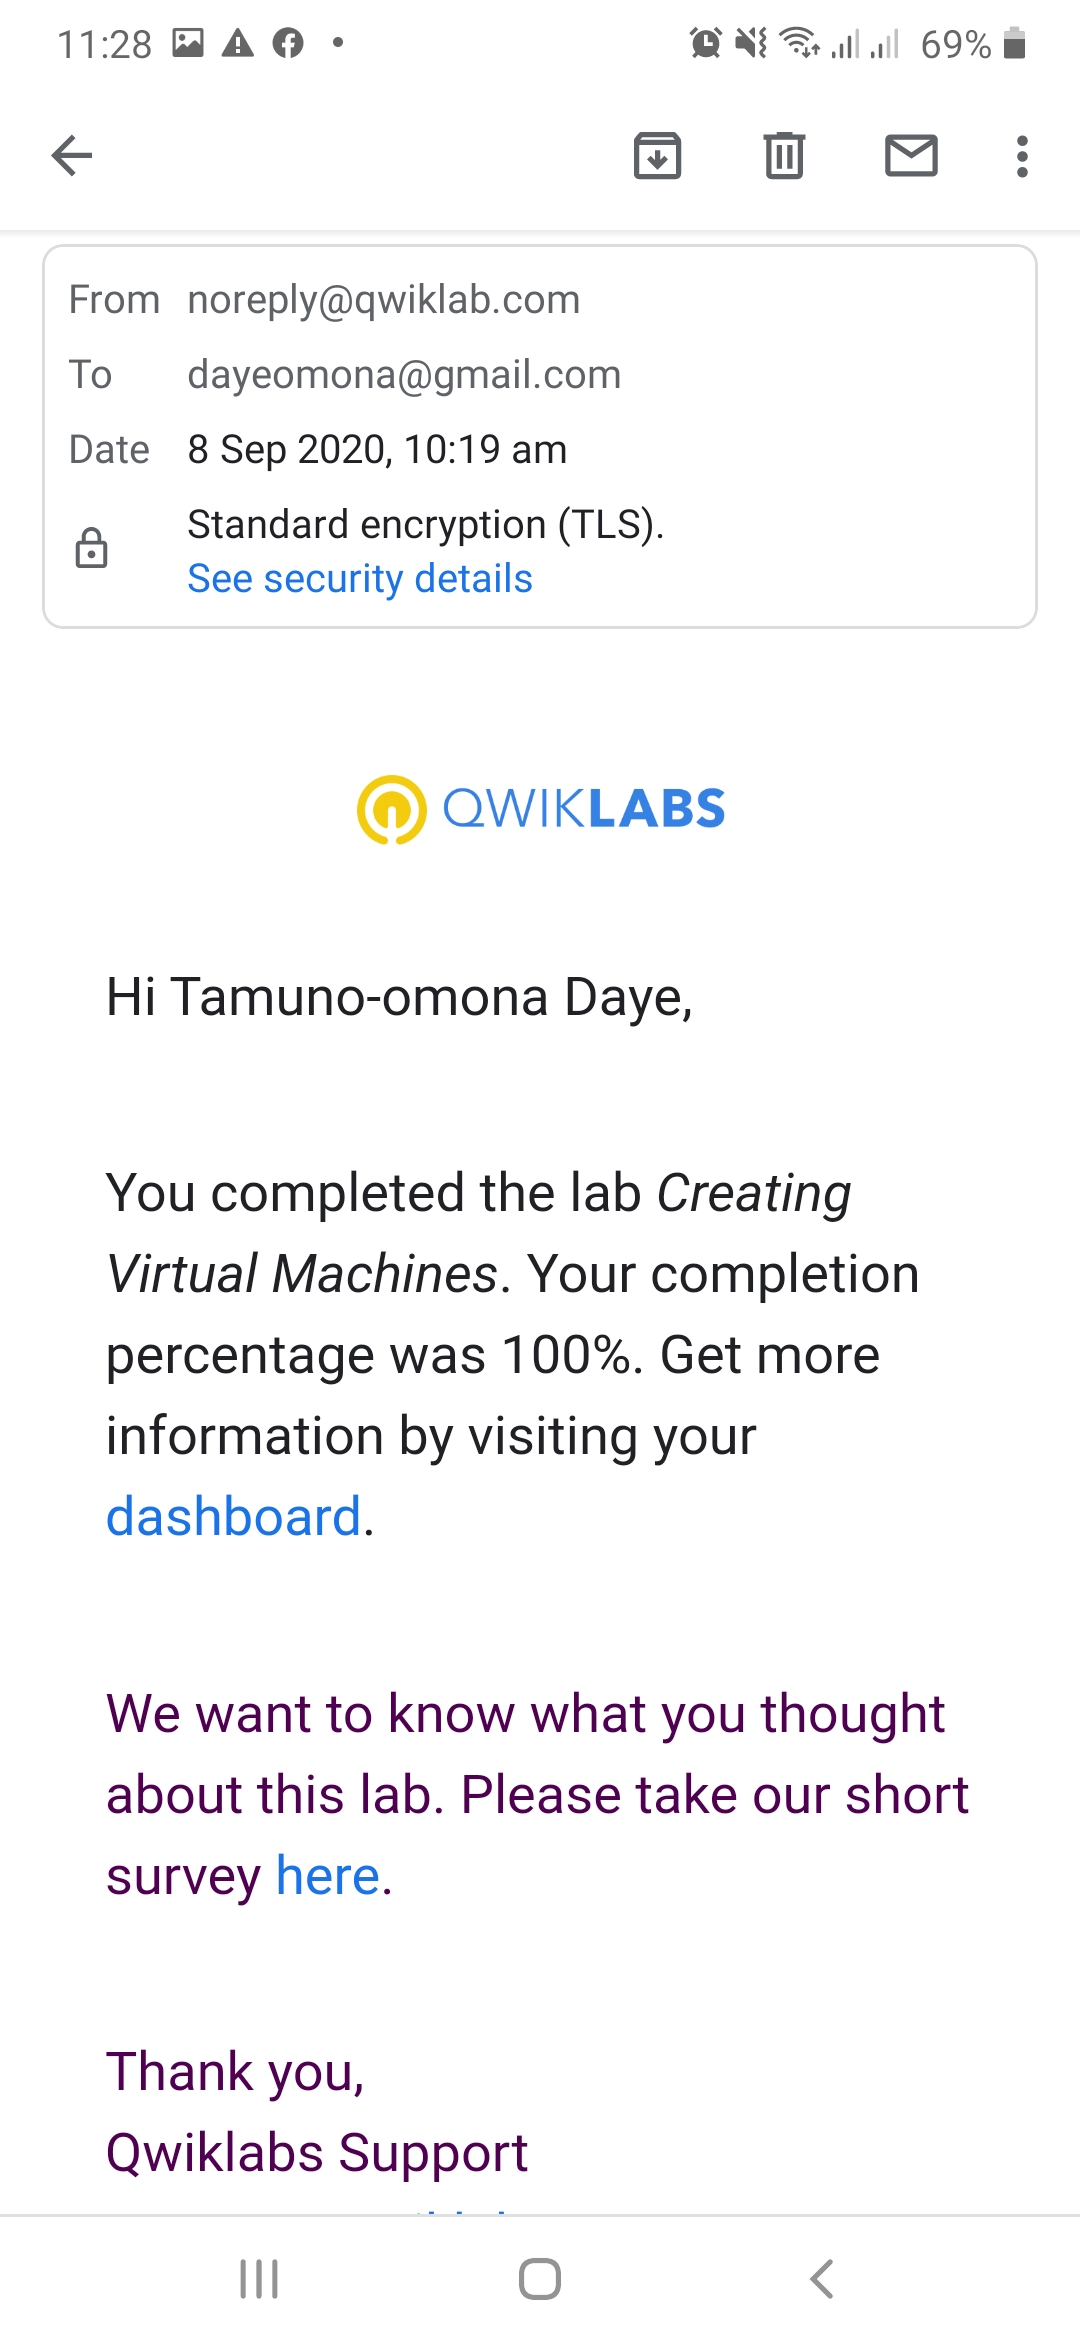 11:28 69%
From noreply@qwiklab.com
To dayeomona@gmail.com
Date 8 Sep 2020, 10:19 am
Standard encryption (TLS).
See security details
QWIKLABS
Hi Tamuno-omona Daye,
You completed the lab Creating
Virtual Machines. Your completion
percentage was 100%. Get more
information by visiting your
dashboard.
We want to know what you thought
about this lab. Please take our short
survey here.
Thank you,
Qwiklabs Support